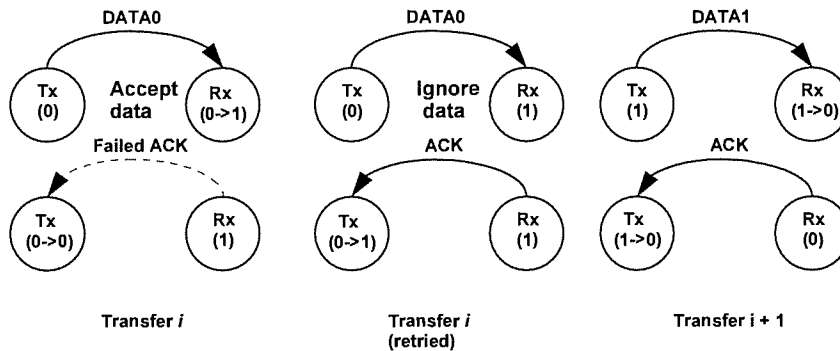 DATA0
DATA0
DATA1
Tx
(0)
Accept
data
Rx
(0->1)
Tx
(0)
Ignore
data
Rx
(1)
Tx
(1)
Rx
(1->0)
Failed ACK
ACK
ACK
Tx
(0->0)
Rx
(1)
Tx
(0->1)
Rx
(1)
Tx
(1->0)
Rx
(0)
Transfer i
Transfer i
(retried)
Transfer i + 1